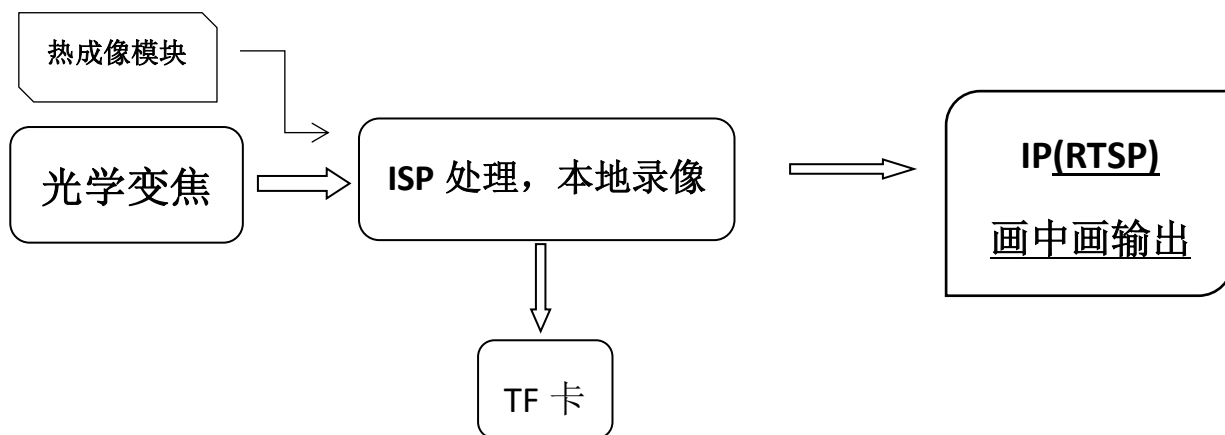 热成像模块
光学变焦
ISP 处理，本地录像
IP(RTSP)
画中画输出
TF 卡